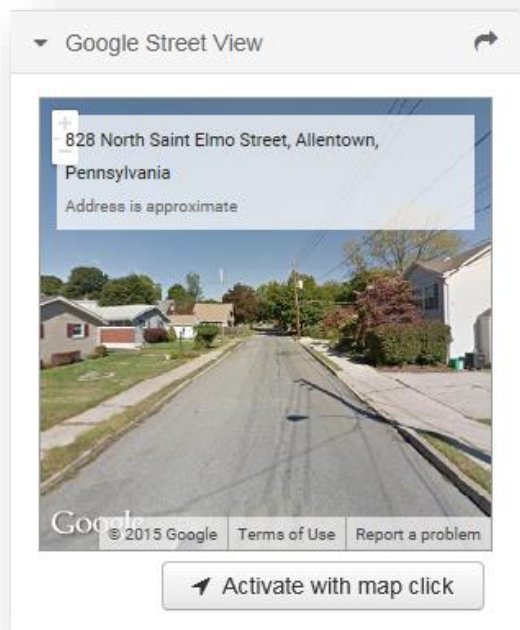 Google Street View
828 North Saint Elmo Street, Allentown,
Pennsylvania
Address is approximate
Google
© 2015 Google
Terms of Use
Report a problem
Activate with map click